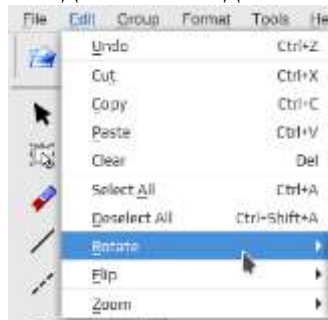 File Edit Group Format Tools He
Undo Ctrl+Z
Cut Ctrl+X
Copy Ctrl+C
Paste Ctrl+V
Clear Del
Select All Ctrl+A
Deselect All Ctrl+Shift+A
Rotate
Flip
Zoom